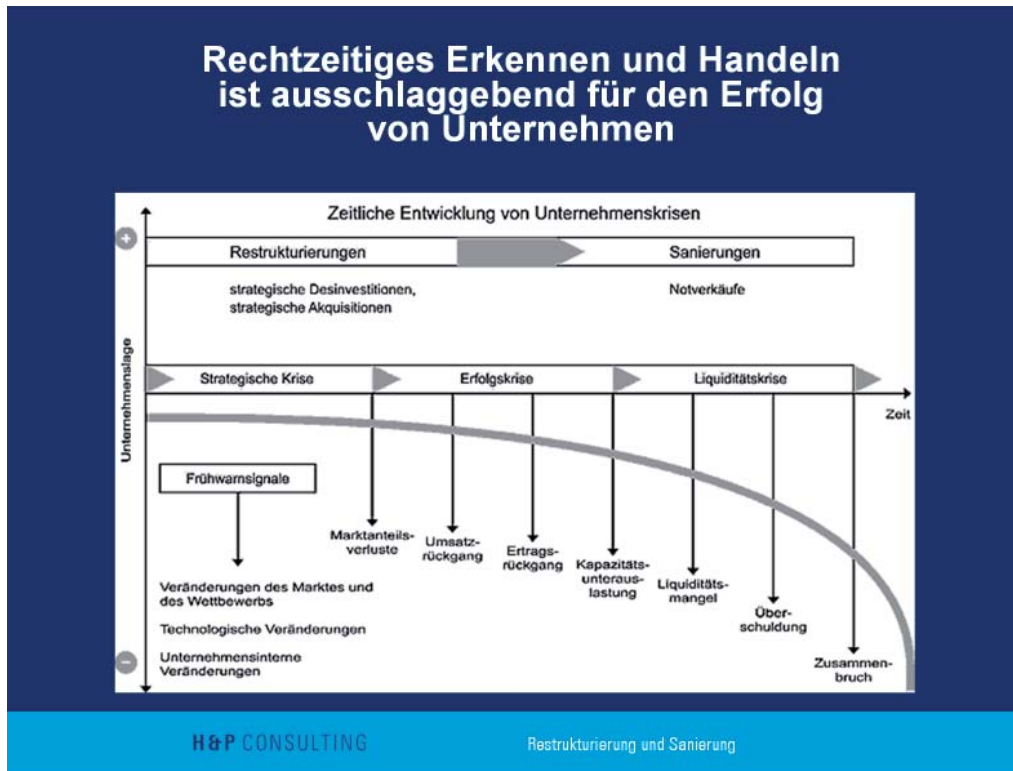 Rechtzeitiges Erkennen und Handeln
ist ausschlaggebend für den Erfolg
von Unternehmen
Zeitliche Entwicklung von Unternehmenskrisen
+
Restrukturierungen
Sanierungen
strategische Desinvestitionen,
strategische Akquisitionen
Notverkäufe
Unternehmenslage
Strategische Krise
Erfolgskrise
Liquiditätskrise
Zeit
Frühwarnsignale
Marktanteils-
verluste
Umsatz-
rückgang
Ertrags-
rückgang
Kapazitäts-
unteraus-
lastung
Liquiditäts-
mangel
Über-
schuldung
Zusammen-
bruch
Veränderungen des Marktes und
des Wettbewerbs
Technologische Veränderungen
Unternehmensinterne
Veränderungen
–
H&P CONSULTING
Restrukturierung und Sanierung